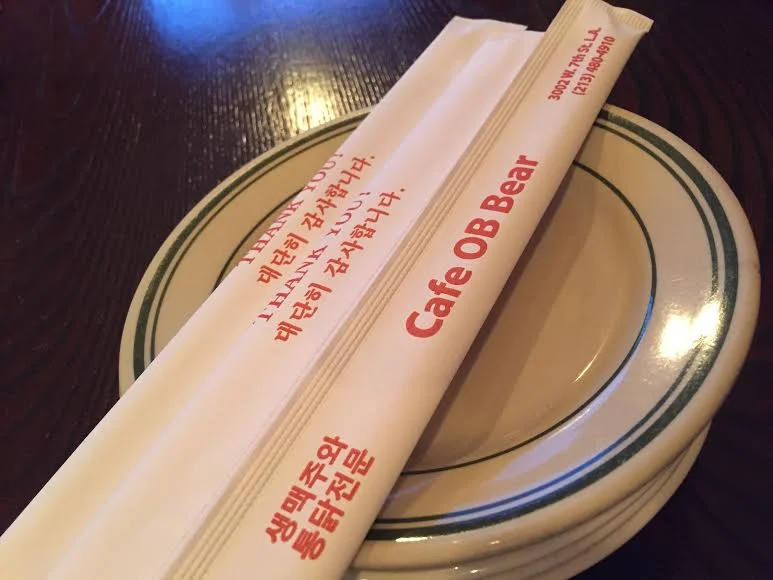 THANK YOU!
대단히 감사합니다.
THANK YOU!
대단히 감사합니다.
3002 W. 7th St. L.A.
(213) 480-4910
Cafe OB Bear
생맥주와
통닭전문